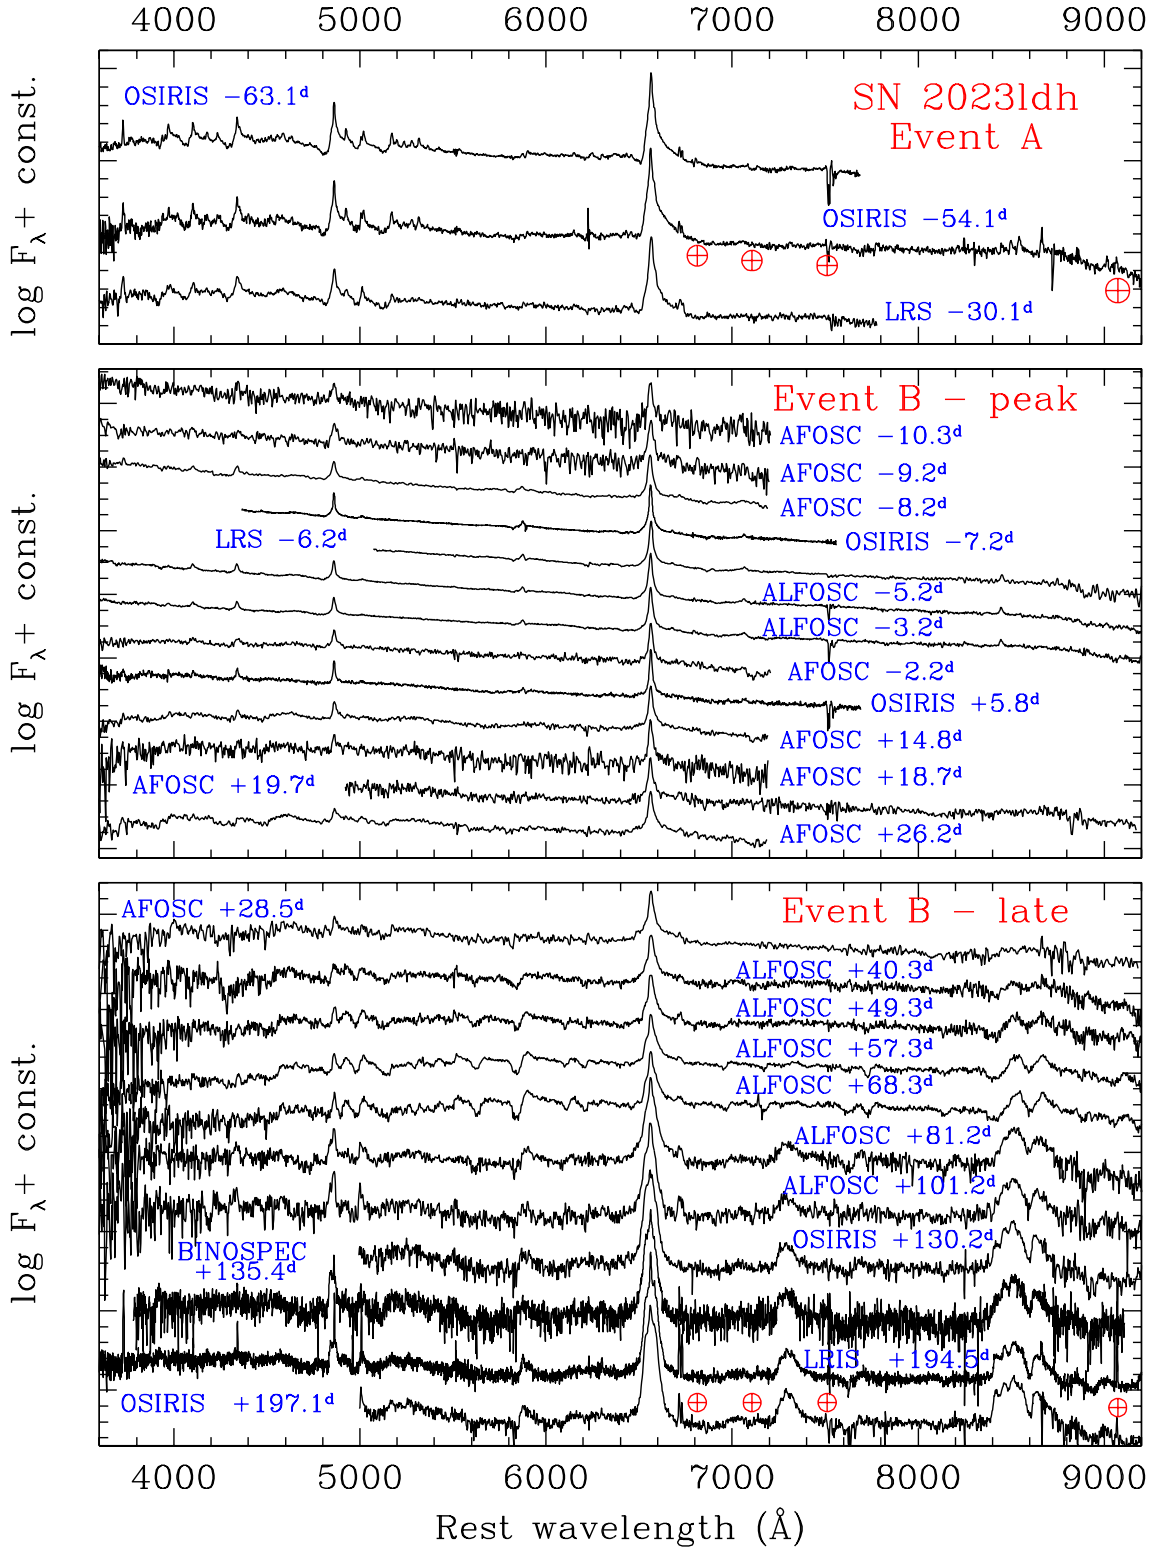 4000 5000 6000 7000 8000 9000
OSIRIS −63.1d
SN 2023ldh
Event A
OSIRIS −54.1d
LRS −30.1d
log Fλ + const.
Event B − peak
AFOSC −10.3d
AFOSC −9.2d
AFOSC −8.2d
LRS −6.2d
OSIRIS −7.2d
ALFOSC −5.2d
ALFOSC −3.2d
AFOSC −2.2d
OSIRIS +5.8d
AFOSC +14.8d
AFOSC +18.7d
AFOSC +19.7d
AFOSC +26.2d
log Fλ + const.
AFOSC +28.5d
Event B − late
ALFOSC +40.3d
ALFOSC +49.3d
ALFOSC +57.3d
ALFOSC +68.3d
ALFOSC +81.2d
ALFOSC +101.2d
OSIRIS +130.2d
BINOSPEC
+135.4d
LRIS +194.5d
OSIRIS +197.1d
log Fλ + const.
4000 5000 6000 7000 8000 9000
Rest wavelength (Å)